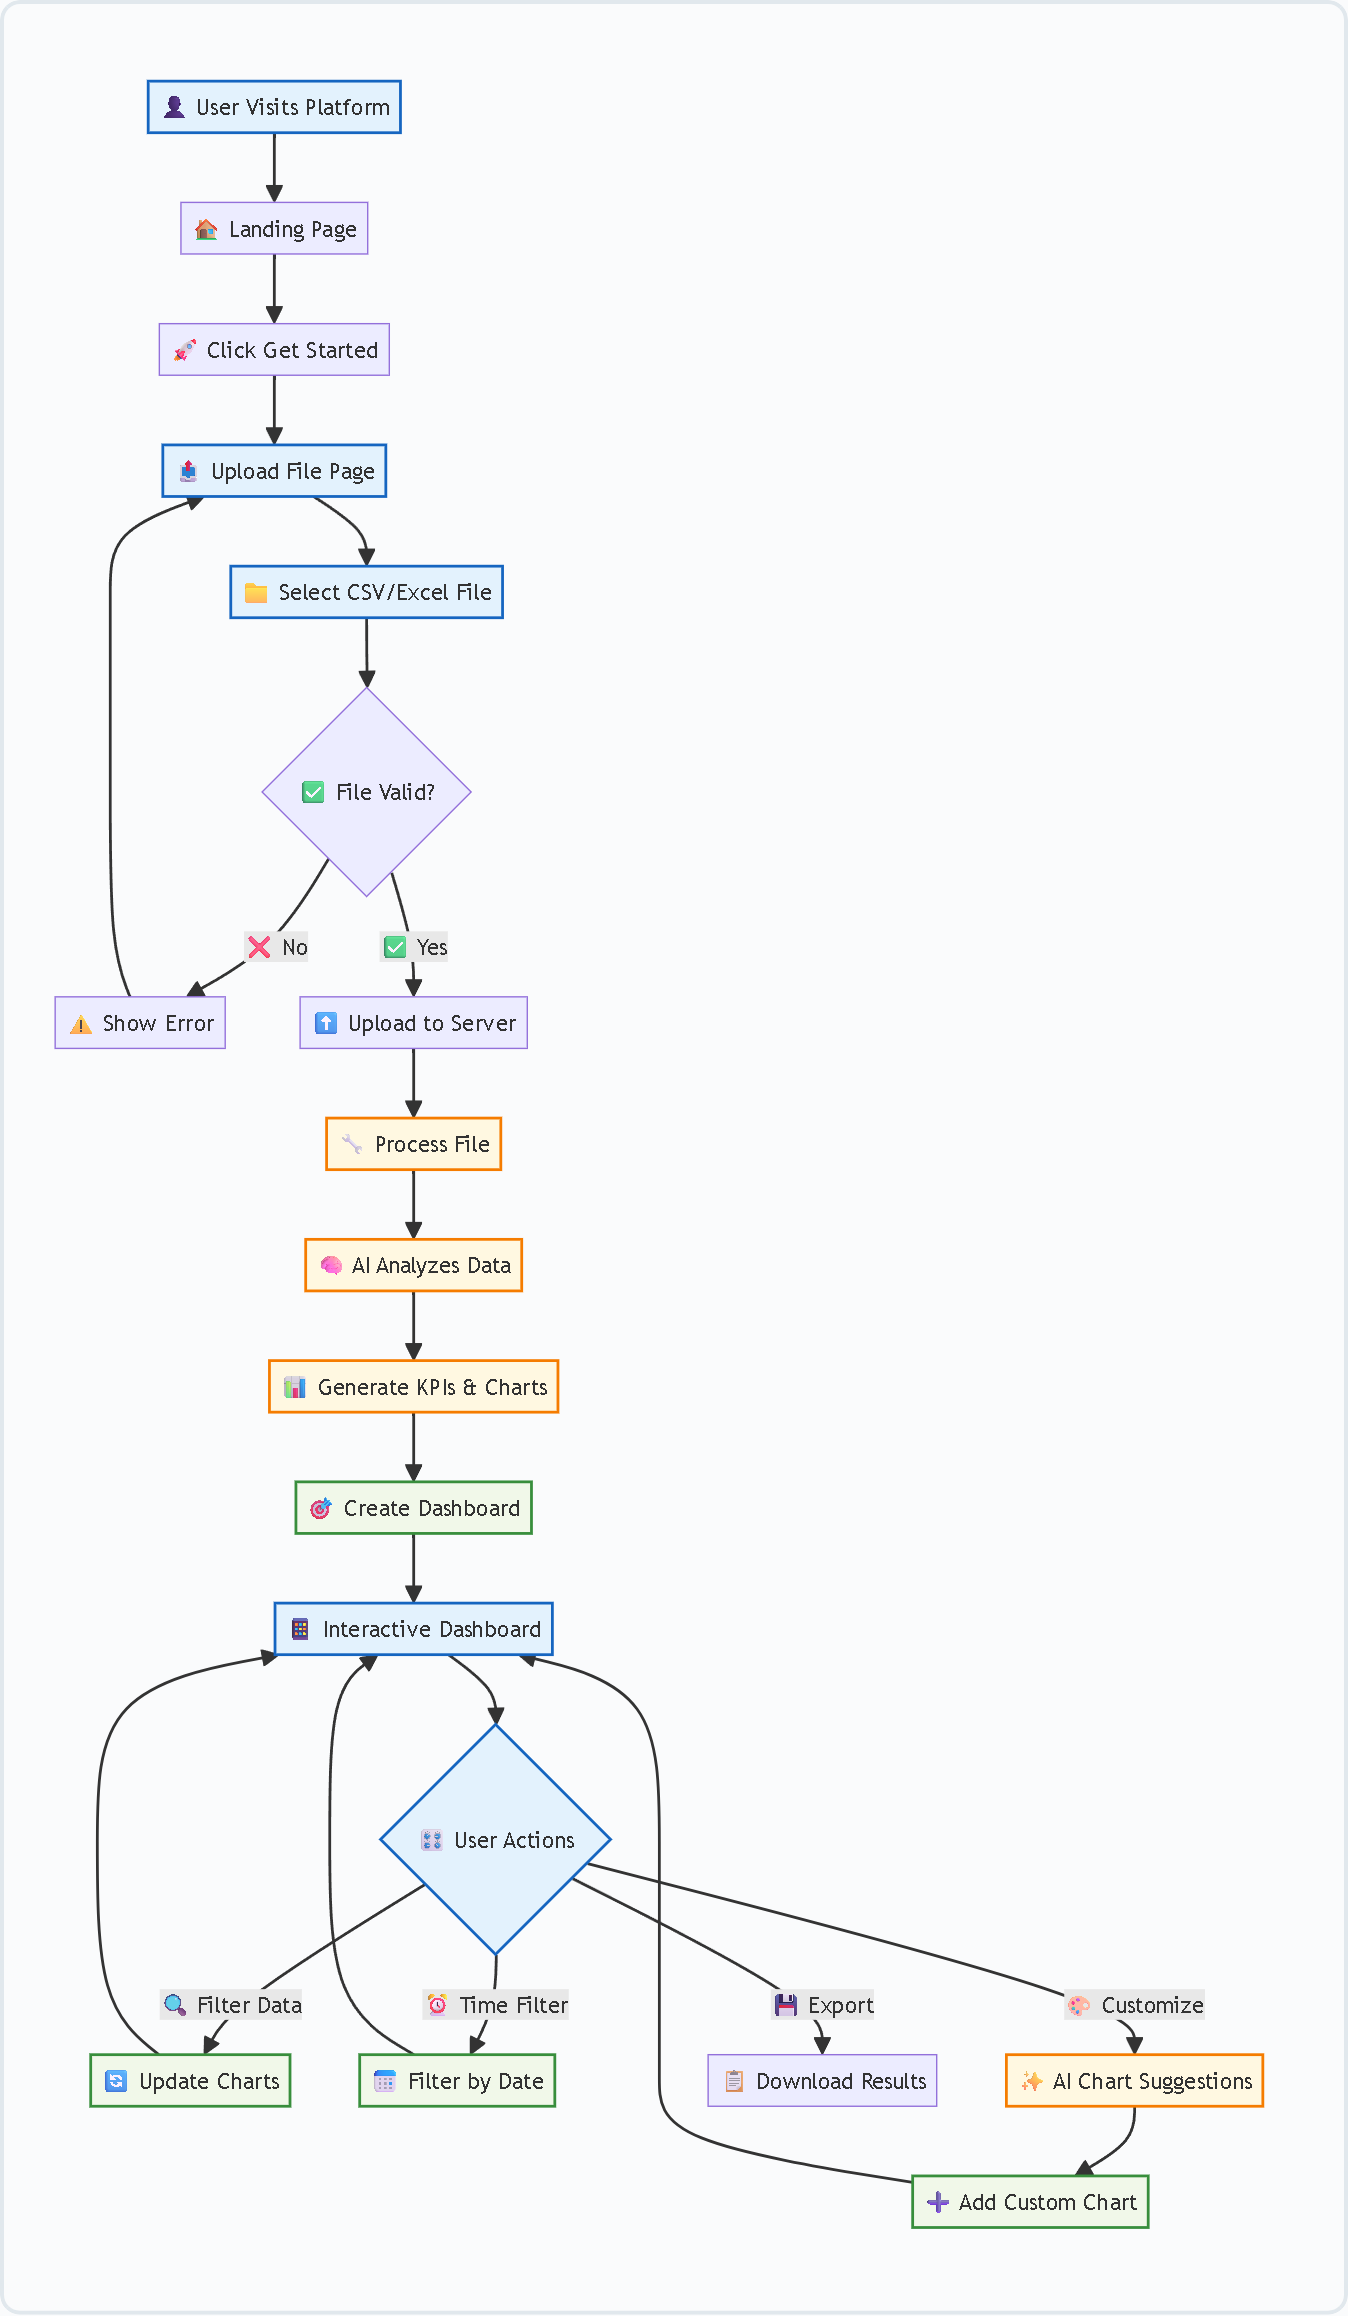 User Visits Platform
Landing Page
Click Get Started
Upload File Page
Select CSV/Excel File
File Valid?
No
Yes
Show Error
Upload to Server
Process File
AI Analyzes Data
Generate KPIs & Charts
Create Dashboard
Interactive Dashboard
User Actions
Filter Data
Time Filter
Export
Customize
Update Charts
Filter by Date
Download Results
AI Chart Suggestions
Add Custom Chart